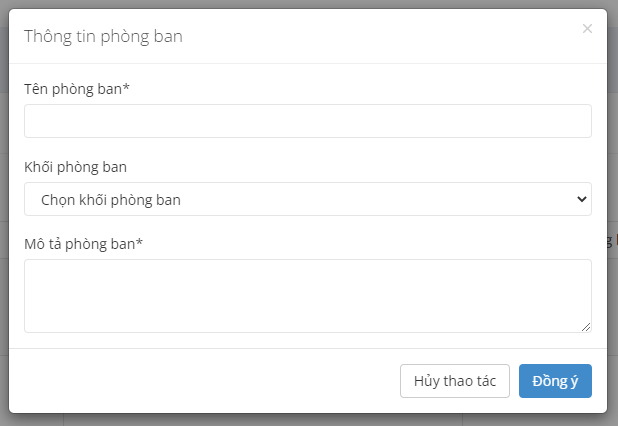 Thông tin phòng ban
×
Tên phòng ban*
Khối phòng ban
Chọn khối phòng ban
Mô tả phòng ban*
Hủy thao tác
Đồng ý